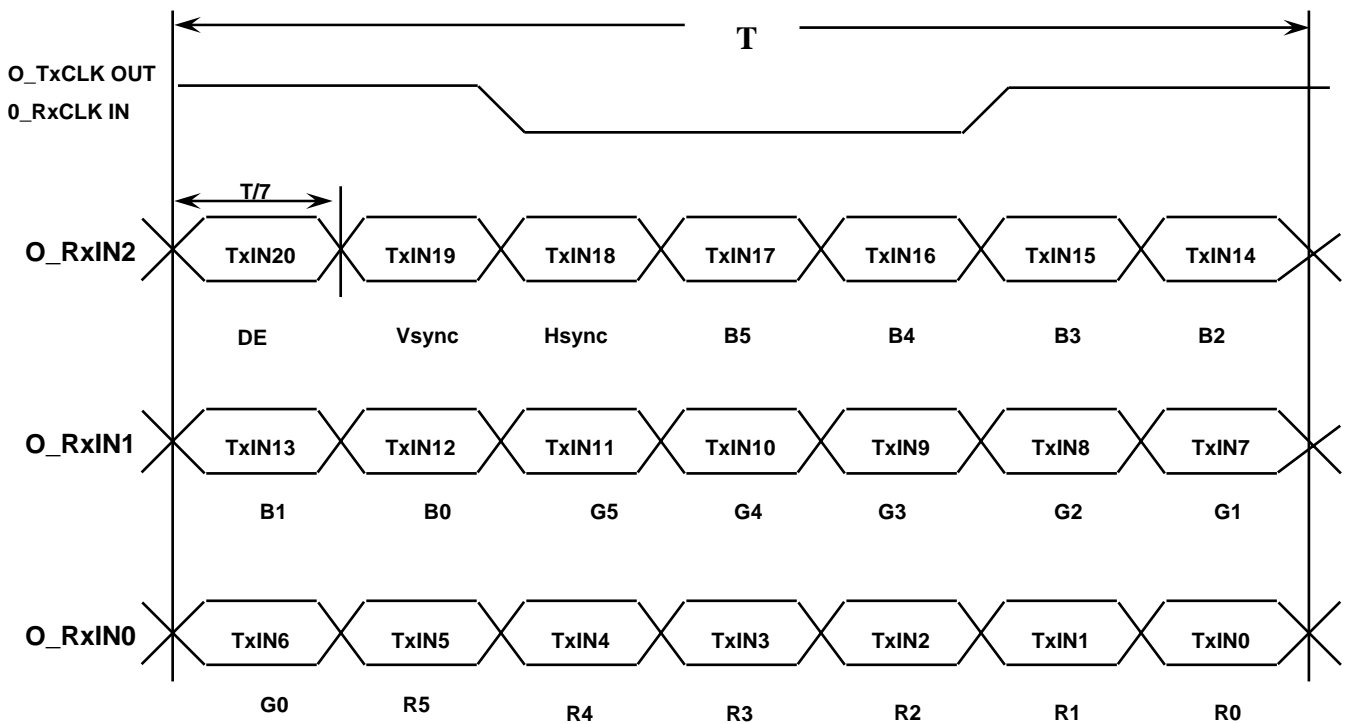 T
O_TxCLK OUT
0_RxCLK IN
T/7
O_RxIN2 TxIN20 TxIN19 TxIN18 TxIN17 TxIN16 TxIN15 TxIN14
DE Vsync Hsync B5 B4 B3 B2
O_RxIN1 TxIN13 TxIN12 TxIN11 TxIN10 TxIN9 TxIN8 TxIN7
B1 B0 G5 G4 G3 G2 G1
O_RxIN0 TxIN6 TxIN5 TxIN4 TxIN3 TxIN2 TxIN1 TxIN0
G0 R5 R4 R3 R2 R1 R0